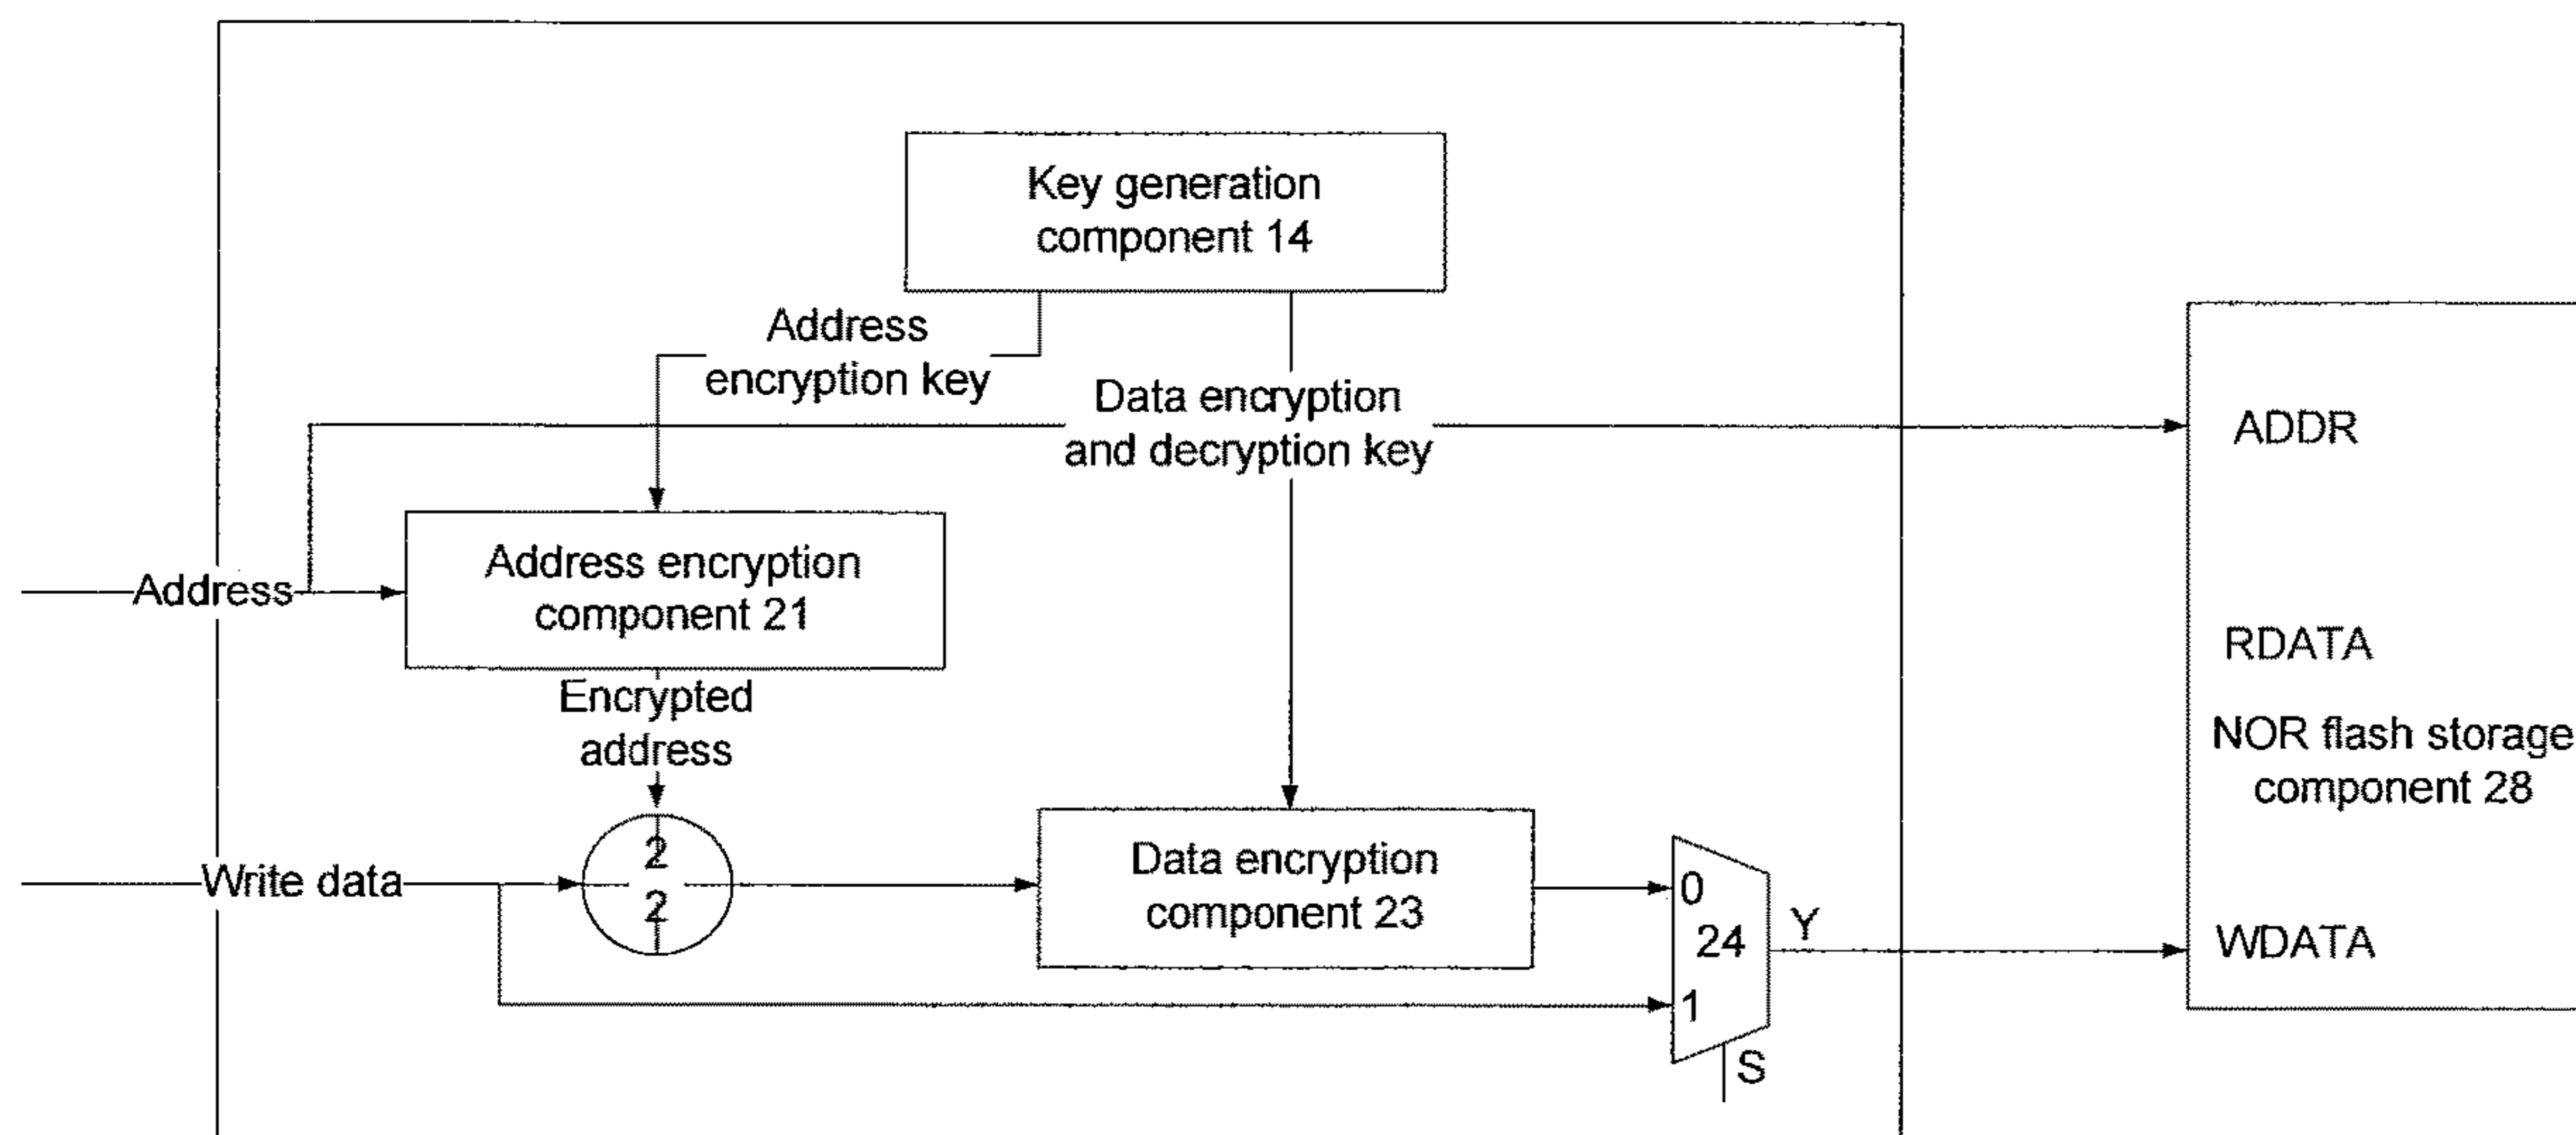 Key generation
component 14
Address
encryption key
Data encryption
and decryption key
ADDR
Address encryption
component 21
Address
RDATA
Encrypted
address
NOR flash storage
component 28
2
2
Write data
Data encryption
component 23
0
24
1
Y
WDATA
S